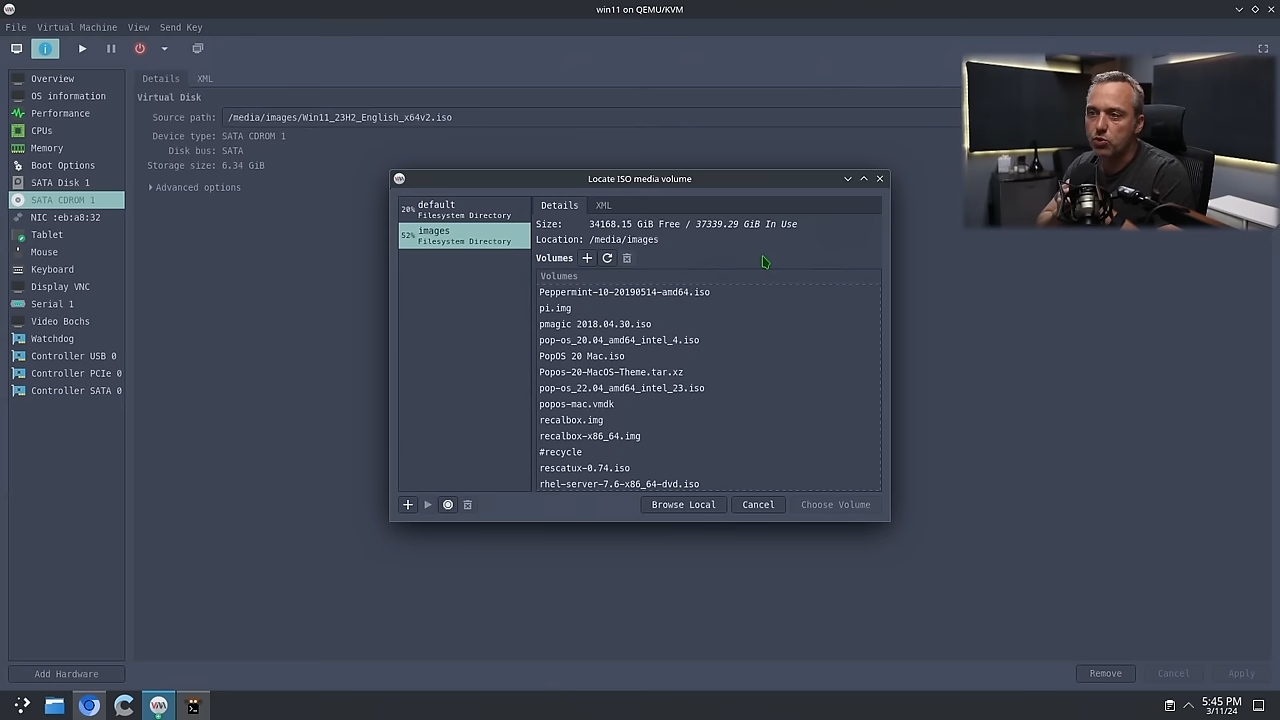 win11 on QEMU/KVM
File Virtual Machine View Send Key
Overview
OS information
Performance
CPUs
Memory
Boot Options
SATA Disk 1
SATA CDROM 1
NIC :eb:a8:32
Tablet
Mouse
Keyboard
Display VNC
Serial 1
Video Bochs
Watchdog
Controller USB 0
Controller PCIe 0
Controller SATA 0
Add Hardware
Details XML
Virtual Disk
Source path: /media/images/Win11_23H2_English_x64v2.iso
Device type: SATA CDROM 1
Disk bus: SATA
Storage size: 6.34 GiB
Advanced options
Locate ISO media volume
20% default
Filesystem Directory
52% images
Filesystem Directory
Details XML
Size: 34168.15 GiB Free / 37339.29 GiB In Use
Location: /media/images
Volumes
Volumes
Peppermint-10-20190514-amd64.iso
pi.img
pmagic 2018.04.30.iso
pop-os_20.04_amd64_intel_4.iso
PopOS 20 Mac.iso
Popos-20-MacOS-Theme.tar.xz
pop-os_22.04_amd64_intel_23.iso
popos-mac.vmdk
recalbox.img
recalbox-x86_64.img
#recycle
rescatux-0.74.iso
rhel-server-7.6-x86_64-dvd.iso
Browse Local Cancel Choose Volume
Remove Cancel Apply
5:45 PM
3/11/24